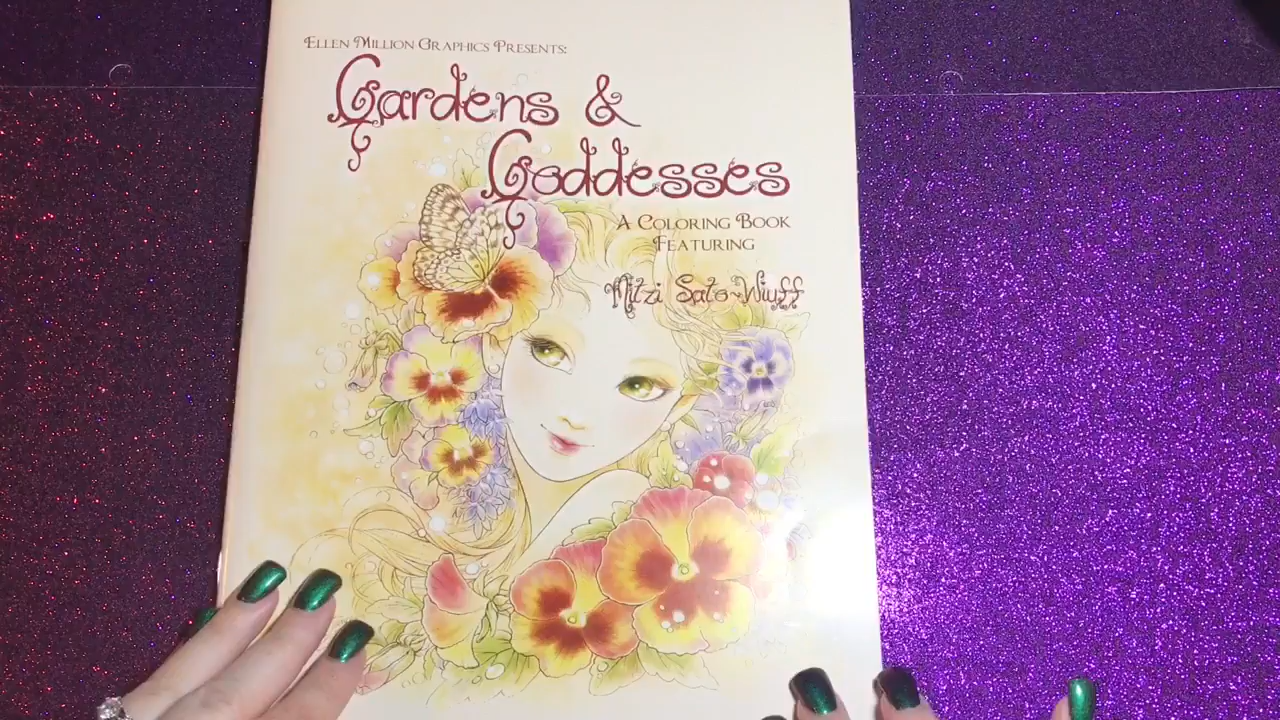 Ellen Million Graphics Presents:
Gardens &
Goddesses
A Coloring Book
Featuring
Mitzi Sato-Wiuff